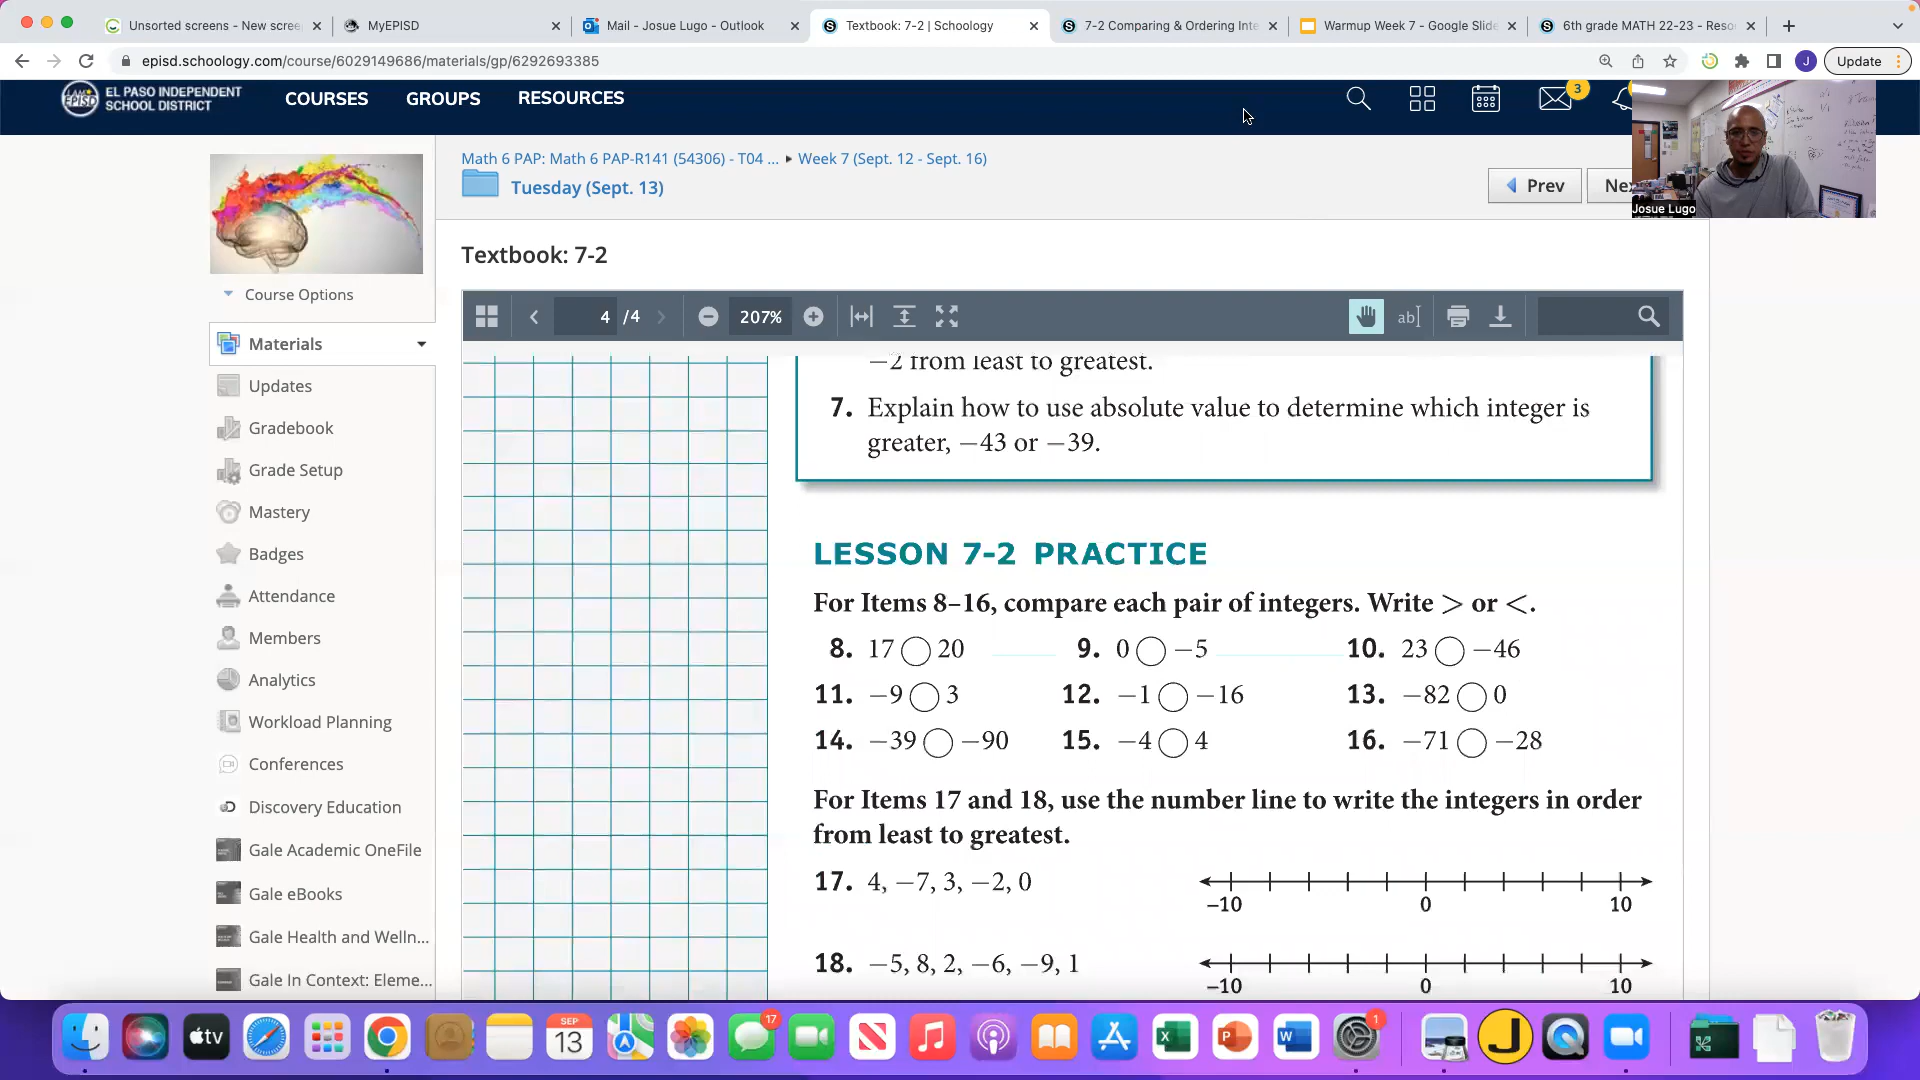 Unsorted screens - New scree
MyEPISD
Mail - Josue Lugo - Outlook
Textbook: 7-2 | Schoology
7-2 Comparing & Ordering Inte
Warmup Week 7 - Google Slide
6th grade MATH 22-23 - Reso
episd.schoology.com/course/6029149686/materials/gp/6292693385
J
Update
EPISD
EL PASO INDEPENDENT
SCHOOL DISTRICT
COURSES
GROUPS
RESOURCES
3
Josue Lugo
Math 6 PAP: Math 6 PAP-R141 (54306) - T04 ... Week 7 (Sept. 12 - Sept. 16)
Tuesday (Sept. 13)
Prev
Nex
Textbook: 7-2
4 / 4
207%
ab
Course Options
Materials
Updates
Gradebook
Grade Setup
Mastery
Badges
Attendance
Members
Analytics
Workload Planning
Conferences
Discovery Education
Gale Academic OneFile
Gale eBooks
Gale Health and Welln...
Gale In Context: Eleme...
−2 from least to greatest.
7. Explain how to use absolute value to determine which integer is
greater, −43 or −39.
LESSON 7-2 PRACTICE
For Items 8–16, compare each pair of integers. Write > or <.
8. 17 ◯ 20 9. 0 ◯ −5 10. 23 ◯ −46
11. −9 ◯ 3 12. −1 ◯ −16 13. −82 ◯ 0
14. −39 ◯ −90 15. −4 ◯ 4 16. −71 ◯ −28
For Items 17 and 18, use the number line to write the integers in order
from least to greatest.
17. 4, −7, 3, −2, 0
−10 0 10
18. −5, 8, 2, −6, −9, 1
−10 0 10
tv
SEP
13
17
1